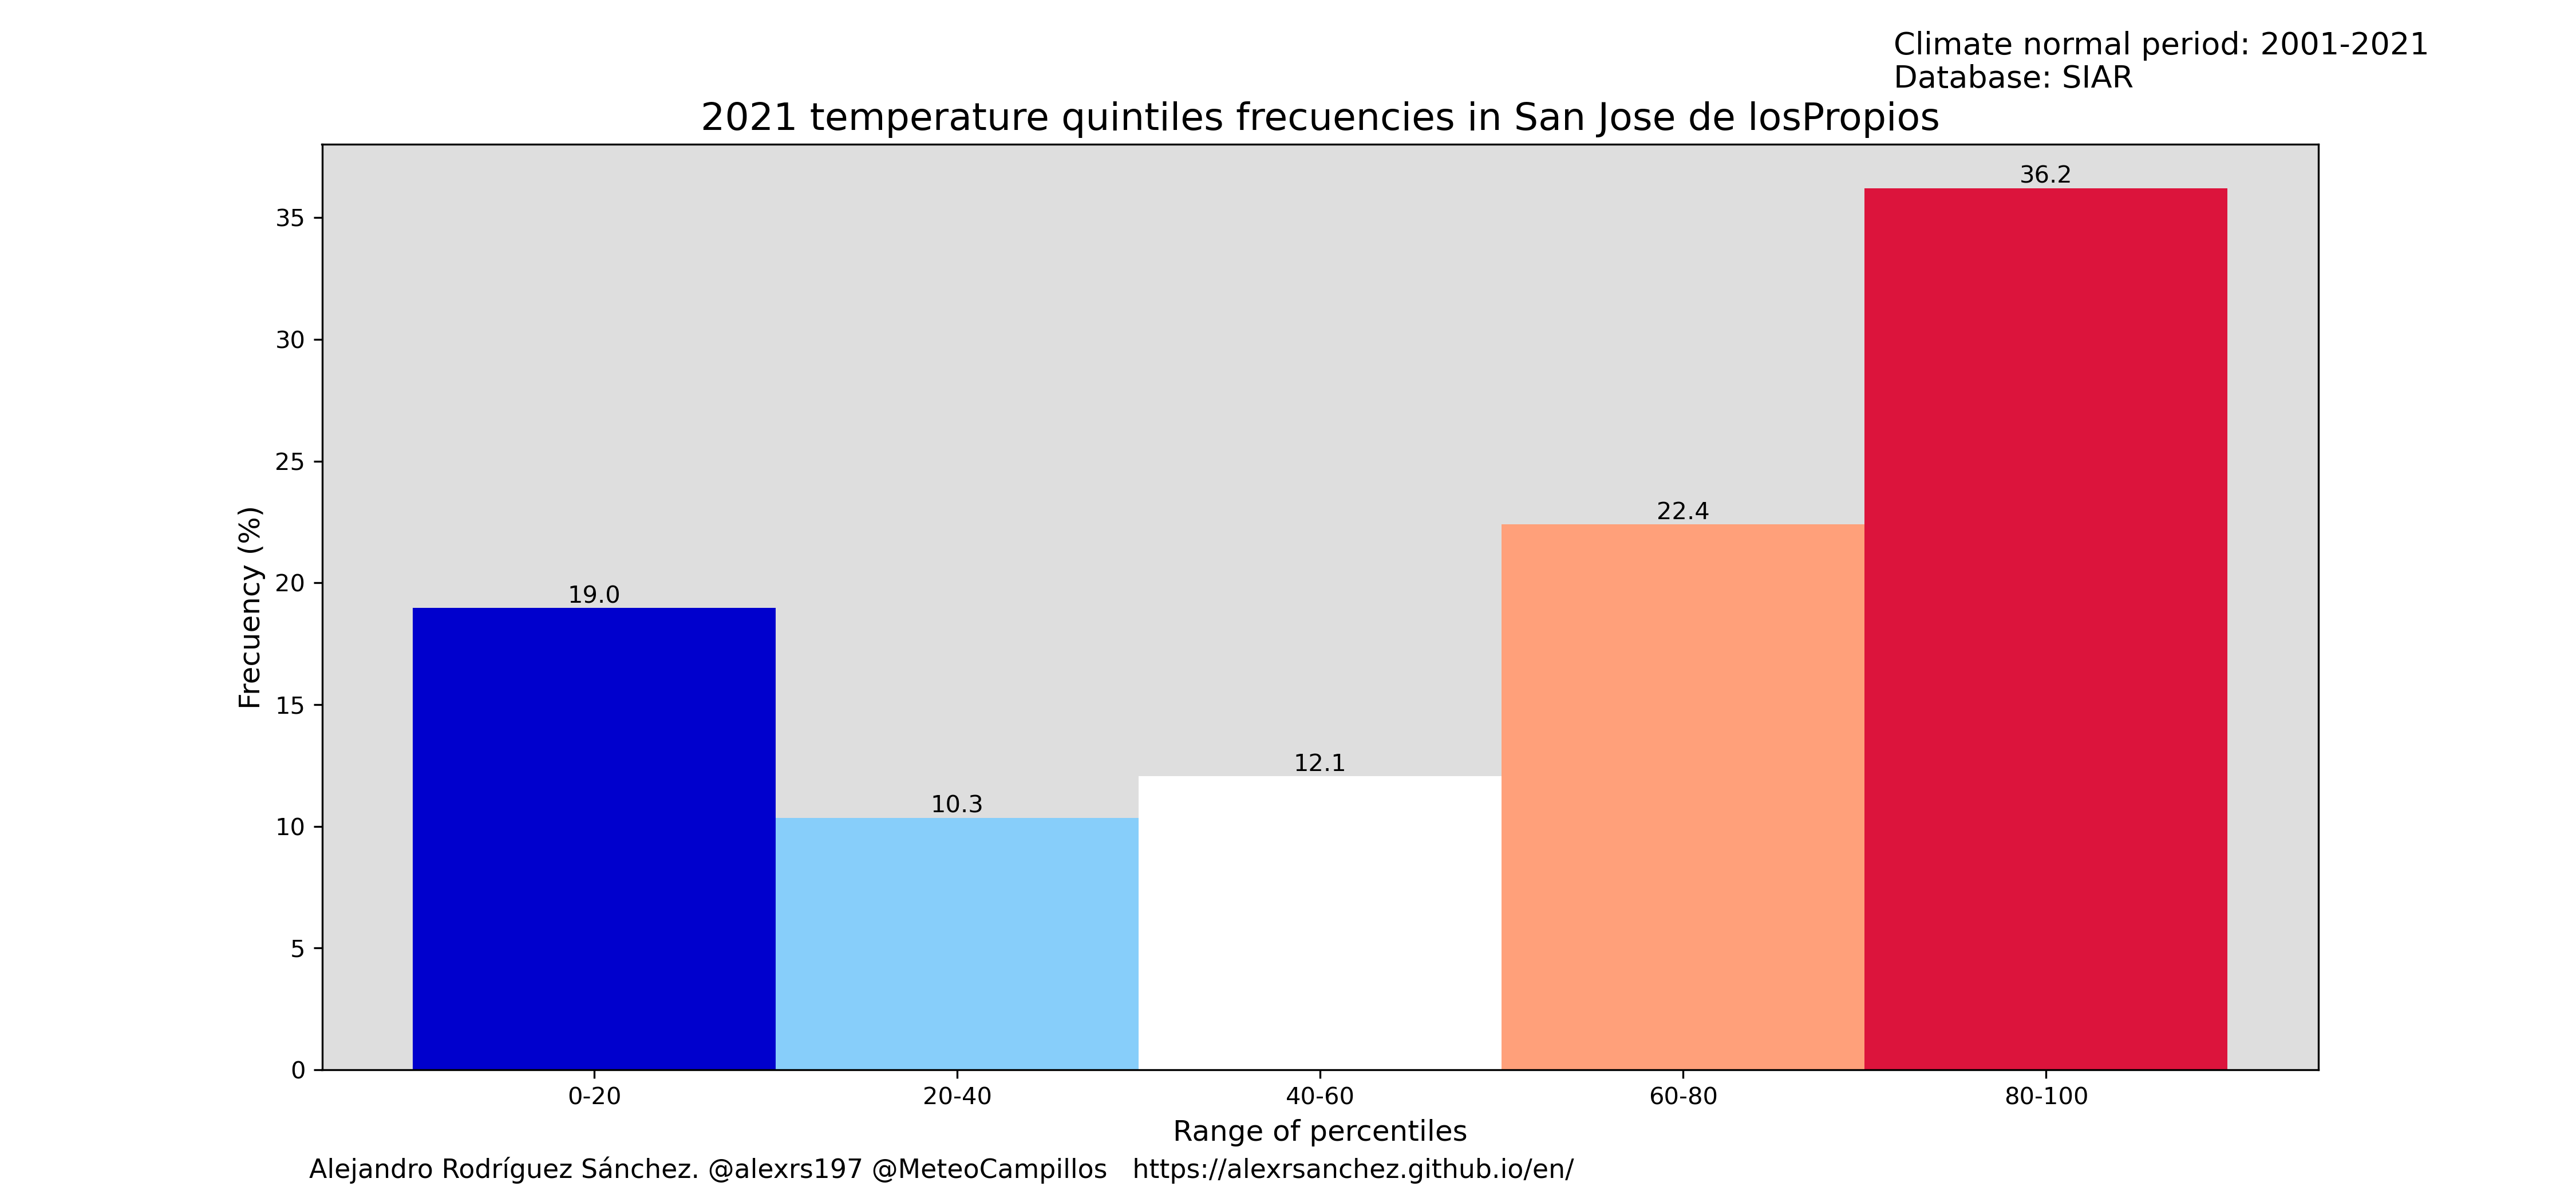 Climate normal period: 2001-2021
Database: SIAR
2021 temperature quintiles frecuencies in San Jose de losPropios
36.2
35
30
25
22.4
20
19.0
15
12.1
10.3
10
5
0
Frecuency (%)
0-20 20-40 40-60 60-80 80-100
Range of percentiles
Alejandro Rodríguez Sánchez. @alexrs197 @MeteoCampillos https://alexrsanchez.github.io/en/